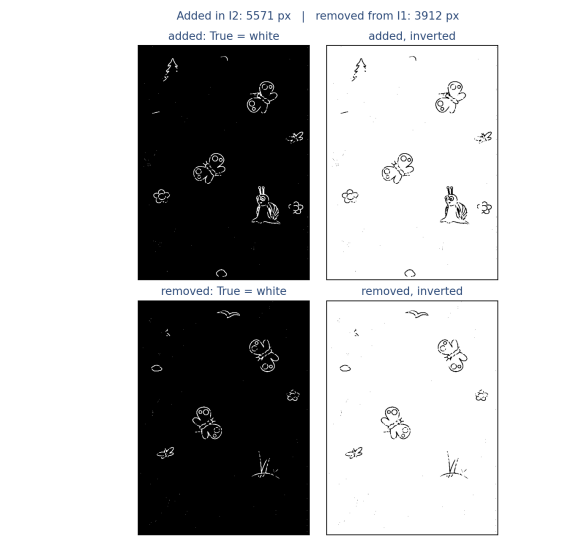 Added in I2: 5571 px | removed from I1: 3912 px
added: True = white
added, inverted
removed: True = white
removed, inverted